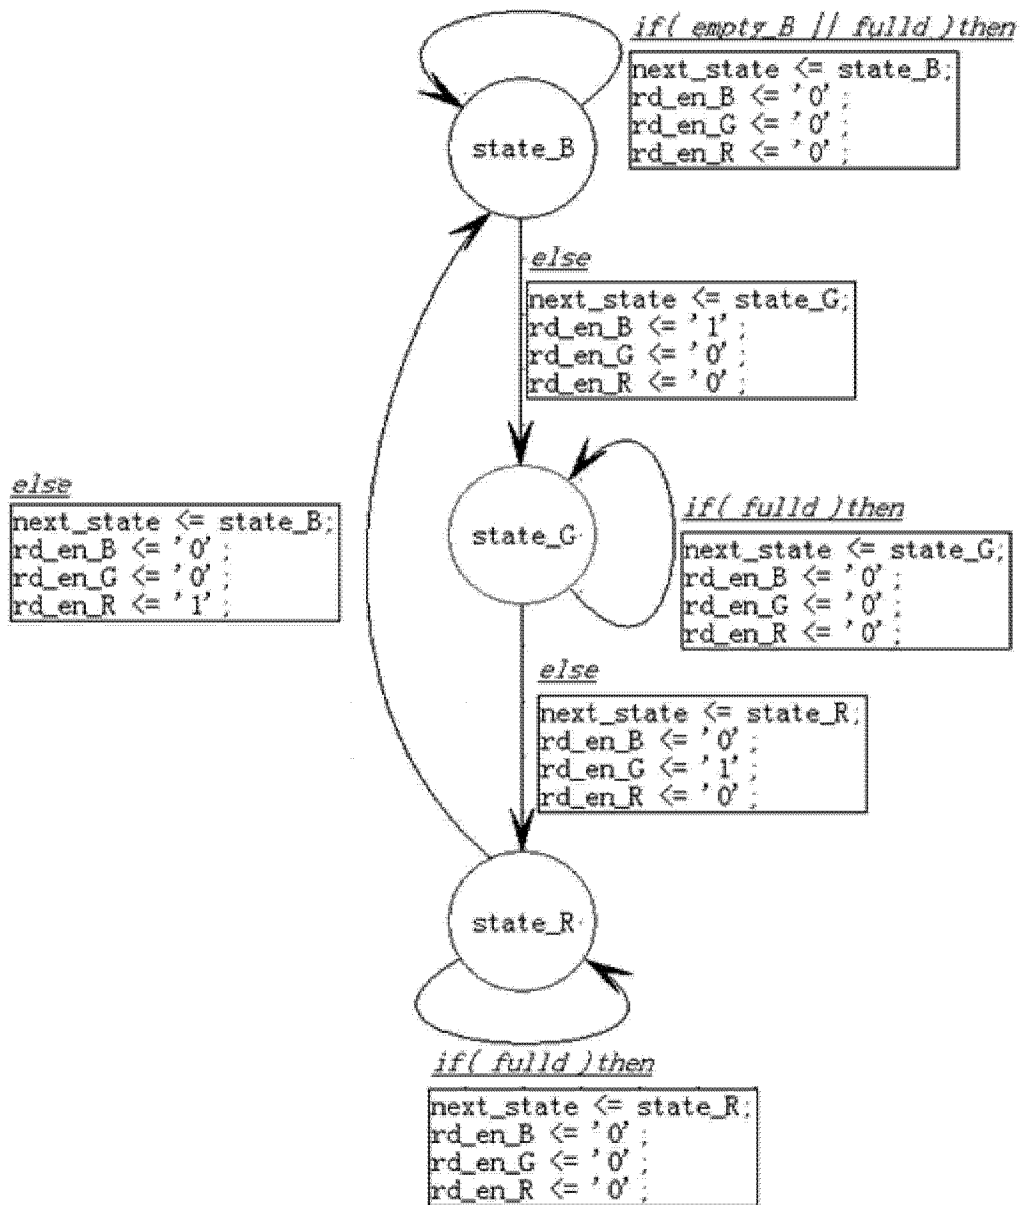 if( empty_B || fulld )then
next_state <= state_B;
rd_en_B <= '0';
rd_en_G <= '0';
rd_en_R <= '0';
state_B
else
next_state <= state_G;
rd_en_B <= '1';
rd_en_G <= '0';
rd_en_R <= '0';
else
next_state <= state_B;
rd_en_B <= '0';
rd_en_G <= '0';
rd_en_R <= '1';
state_G
if( fulld )then
next_state <= state_G;
rd_en_B <= '0';
rd_en_G <= '0';
rd_en_R <= '0';
else
next_state <= state_R;
rd_en_B <= '0';
rd_en_G <= '1';
rd_en_R <= '0';
state_R
if( fulld )then
next_state <= state_R;
rd_en_B <= '0';
rd_en_G <= '0';
rd_en_R <= '0';